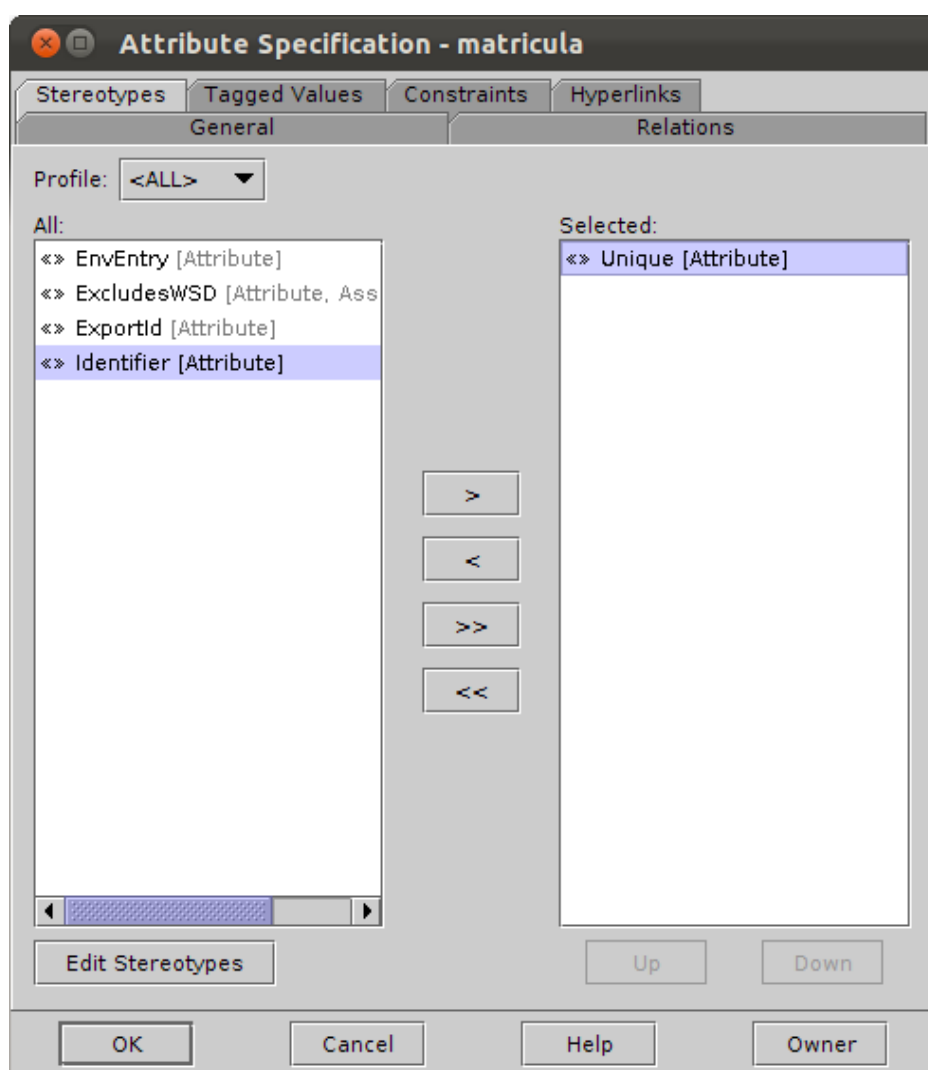 Attribute Specification - matricula
Stereotypes Tagged Values Constraints Hyperlinks
General Relations
Profile: <ALL>
All: Selected:
«» EnvEntry [Attribute] «» Unique [Attribute]
«» ExcludesWSD [Attribute, Ass
«» ExportId [Attribute]
«» Identifier [Attribute]
>
<
>>
<<
Edit Stereotypes Up Down
OK Cancel Help Owner